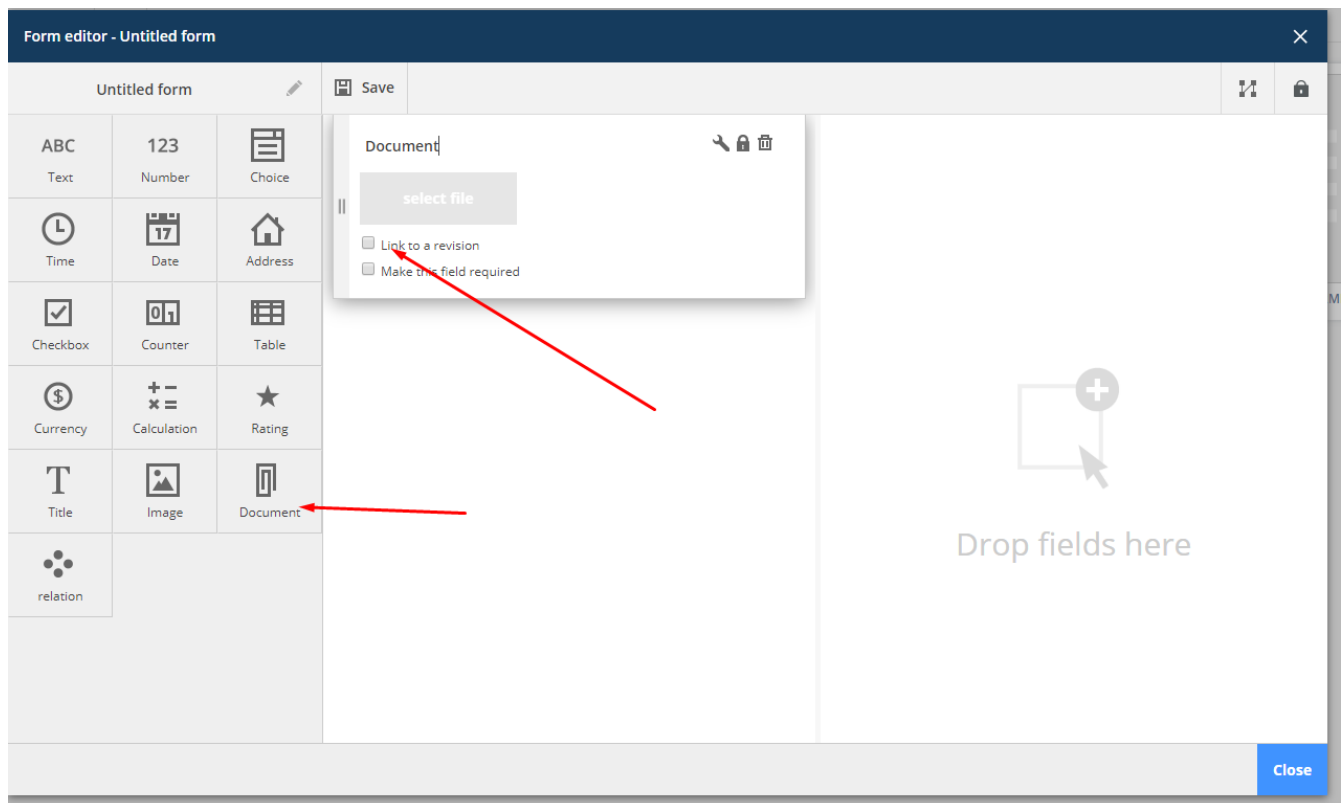 Form editor - Untitled form
Untitled form
Save
ABC
Text
123
Number
Choice
Time
17
Date
Address
Checkbox
01
Counter
Table
$
Currency
Calculation
Rating
T
Title
Image
Document
relation
Document
select file
Link to a revision
Make this field required
Drop fields here
M
Close